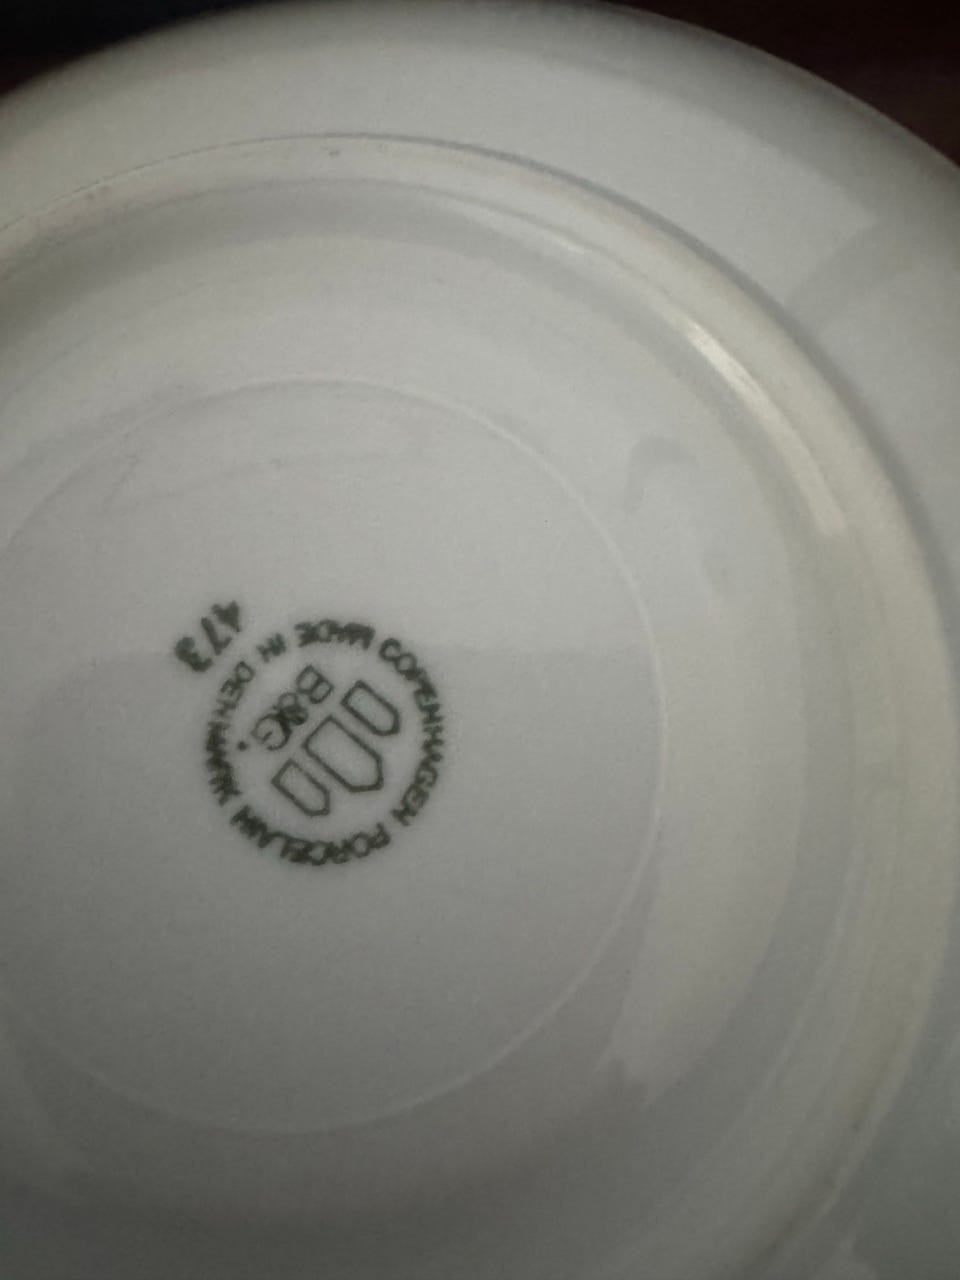 COPENHAGEN PORCELAIN
MADE IN DENMARK
B&G.
473